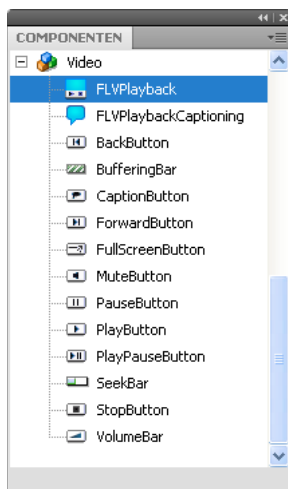 COMPONENTEN
Video
FLVPlayback
FLVPlaybackCaptioning
BackButton
BufferingBar
CaptionButton
ForwardButton
FullScreenButton
MuteButton
PauseButton
PlayButton
PlayPauseButton
SeekBar
StopButton
VolumeBar